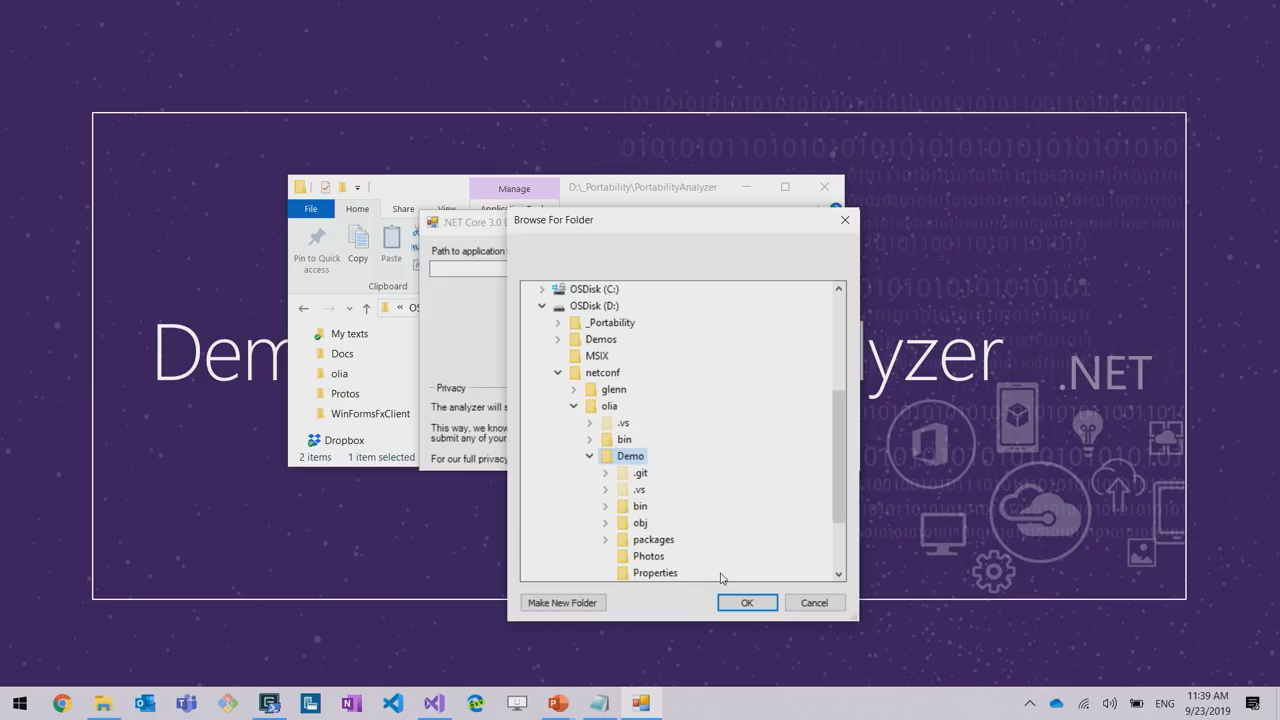 Manage
D:\_Portability\PortabilityAnalyzer
File
Home
Share
View
Pin to Quick
access
Copy
Paste
Clipboard
My texts
Docs
olia
Protos
WinFormsFxClient
Dropbox
2 items
1 item selected
.NET Core 3.0
Path to application
Privacy
The analyzer will
This way, we know
submit any of your
For our full privacy
Browse For Folder
OSDisk (C:)
OSDisk (D:)
_Portability
Demos
MSIX
netconf
glenn
olia
.vs
bin
Demo
.git
.vs
bin
obj
packages
Photos
Properties
Make New Folder
OK
Cancel
Dem
alyzer
.NET
ENG
11:39 AM
9/23/2019